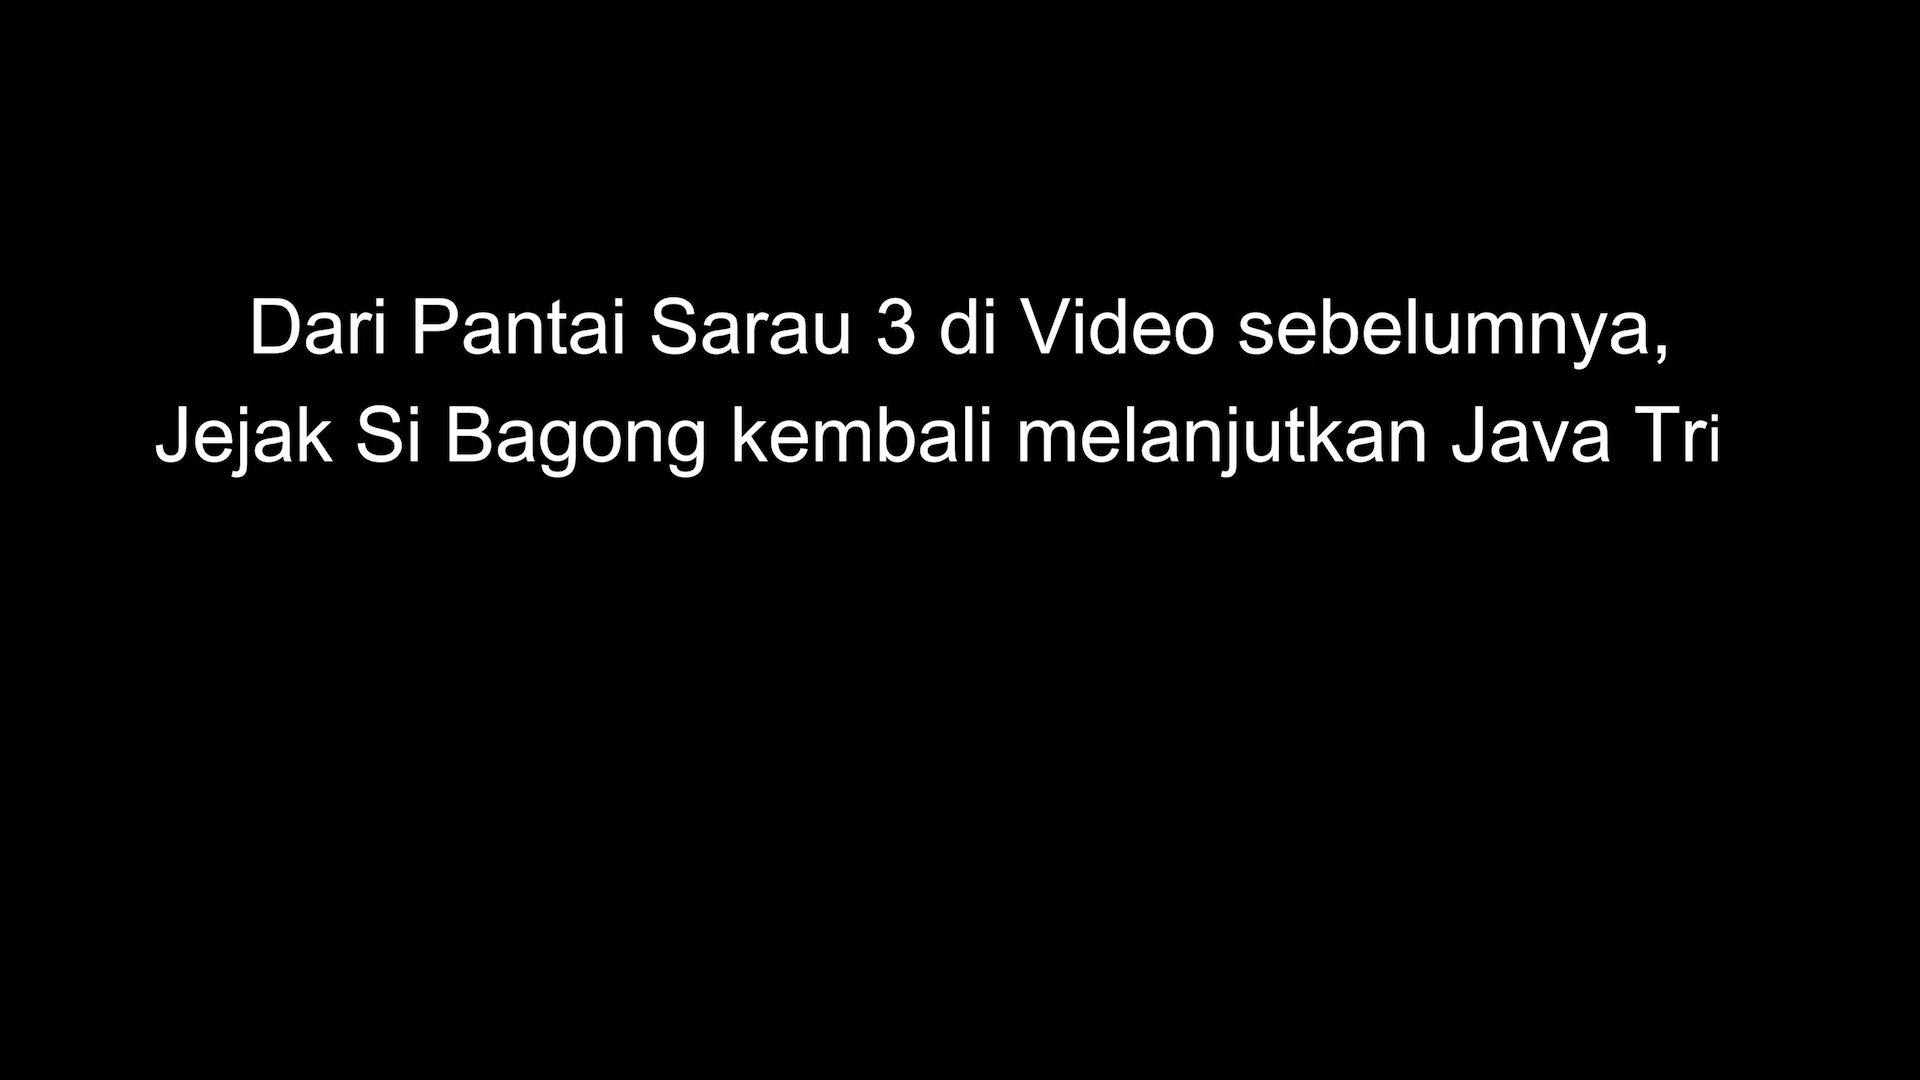 Dari Pantai Sarau 3 di Video sebelumnya,
Jejak Si Bagong kembali melanjutkan Java Tri